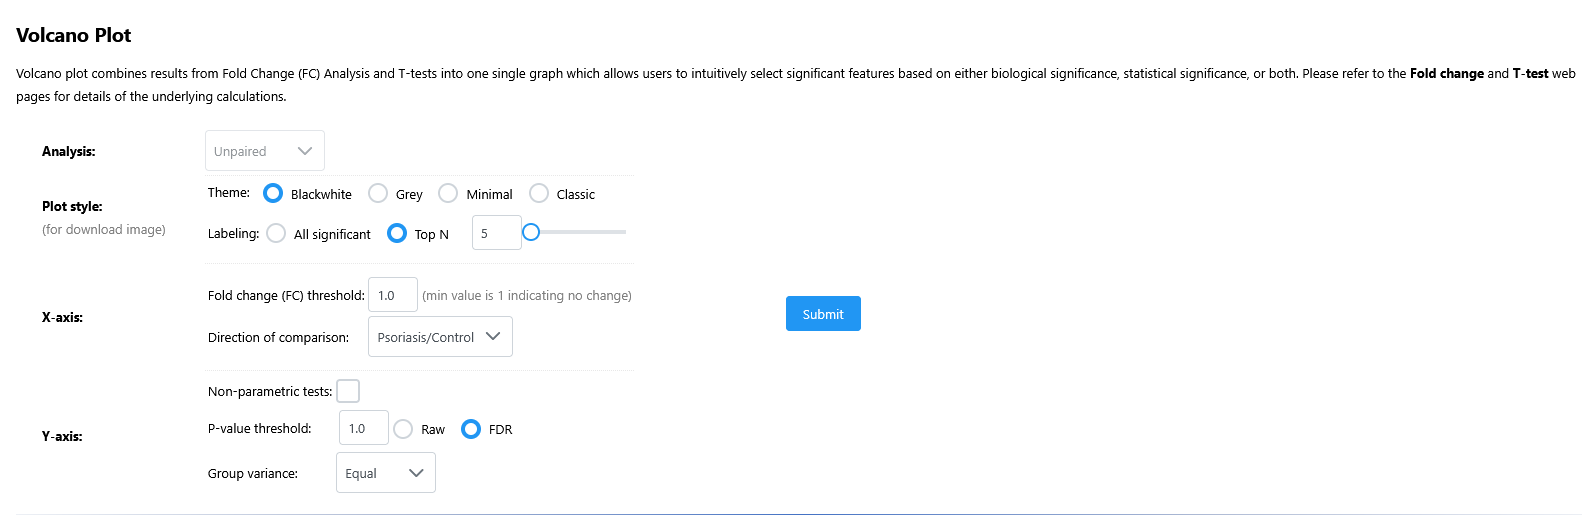 Volcano Plot
Volcano plot combines results from Fold Change (FC) Analysis and T-tests into one single graph which allows users to intuitively select significant features based on either biological significance, statistical significance, or both. Please refer to the Fold change and T-test web
pages for details of the underlying calculations.
Analysis: Unpaired
Plot style:
(for download image)
Theme: Blackwhite Grey Minimal Classic
Labeling: All significant Top N 5
X-axis:
Fold change (FC) threshold: 1.0 (min value is 1 indicating no change)
Direction of comparison: Psoriasis/Control
Submit
Y-axis:
Non-parametric tests:
P-value threshold: 1.0 Raw FDR
Group variance: Equal